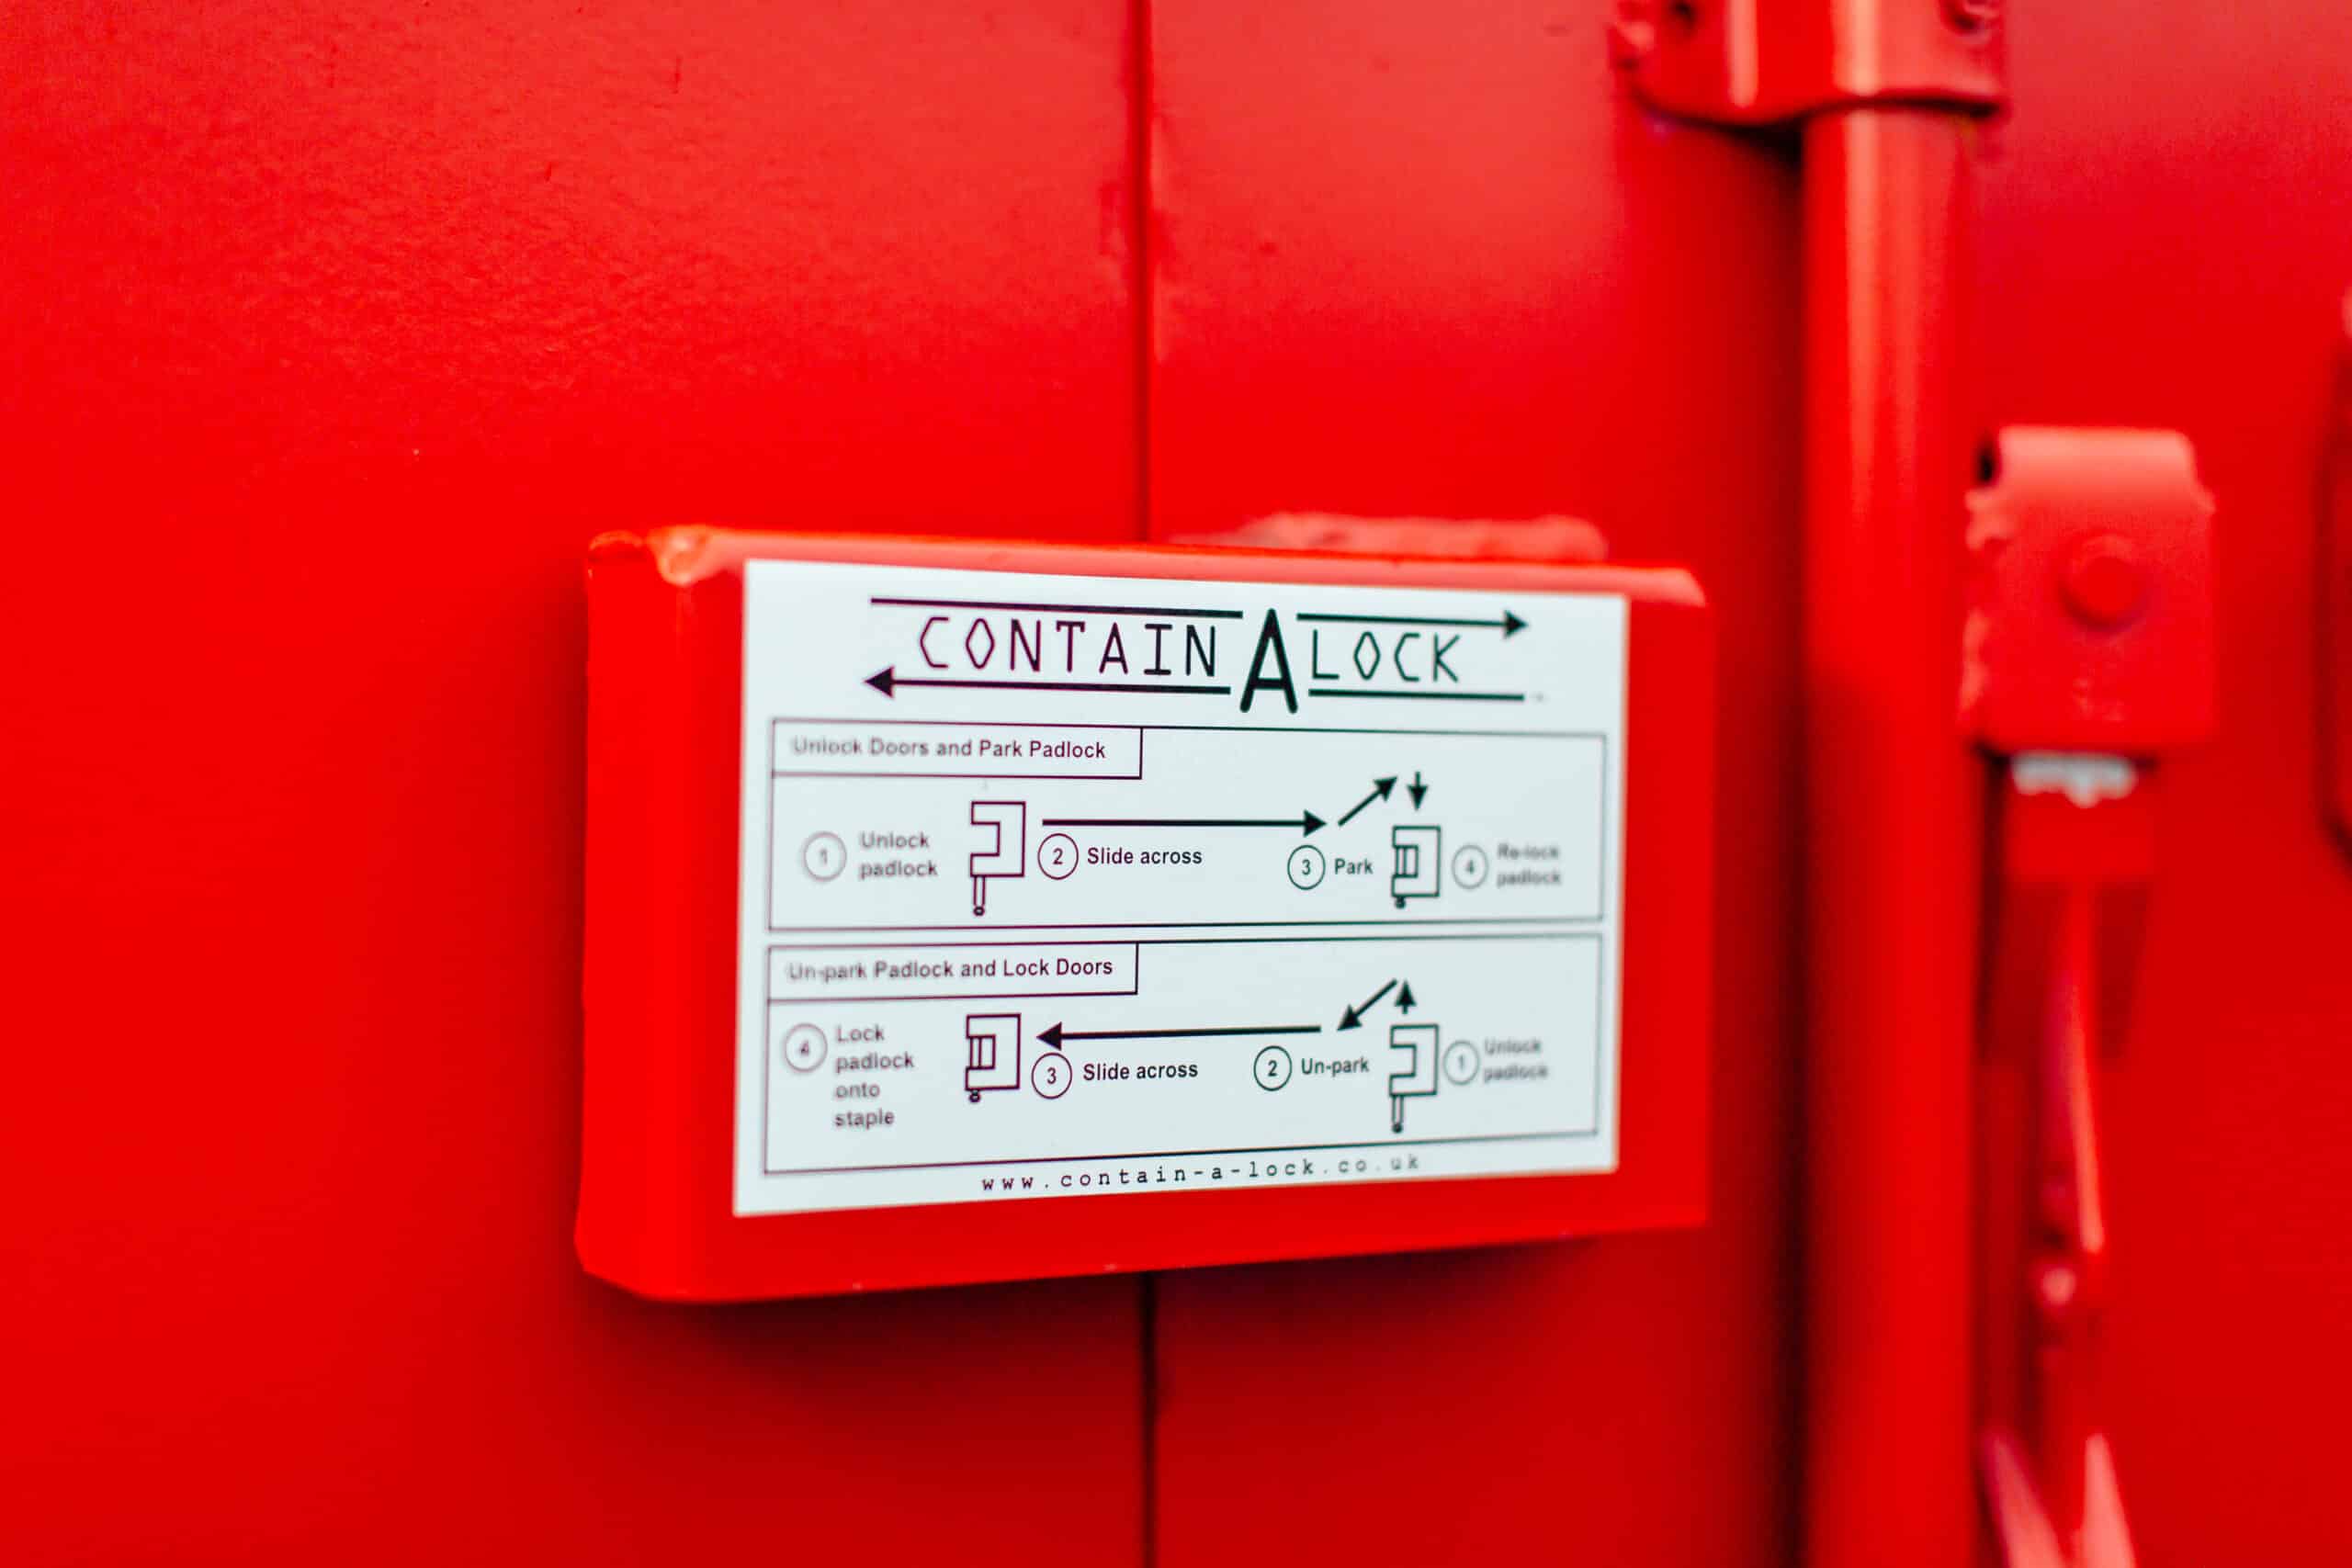 CONTAIN A LOCK
Unlock Doors and Park Padlock
1 Unlock
padlock
2 Slide across
3 Park
4 Re-lock
padlock
Un-park Padlock and Lock Doors
4 Lock
padlock
onto
staple
3 Slide across
2 Un-park
1 Unlock
padlock
www.contain-a-lock.co.uk